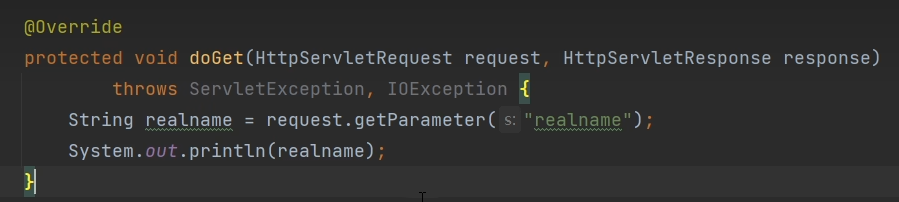 @Override
protected void doGet(HttpServletRequest request, HttpServletResponse response)
throws ServletException, IOException {
String realname = request.getParameter( s: "realname");
System.out.println(realname);
}